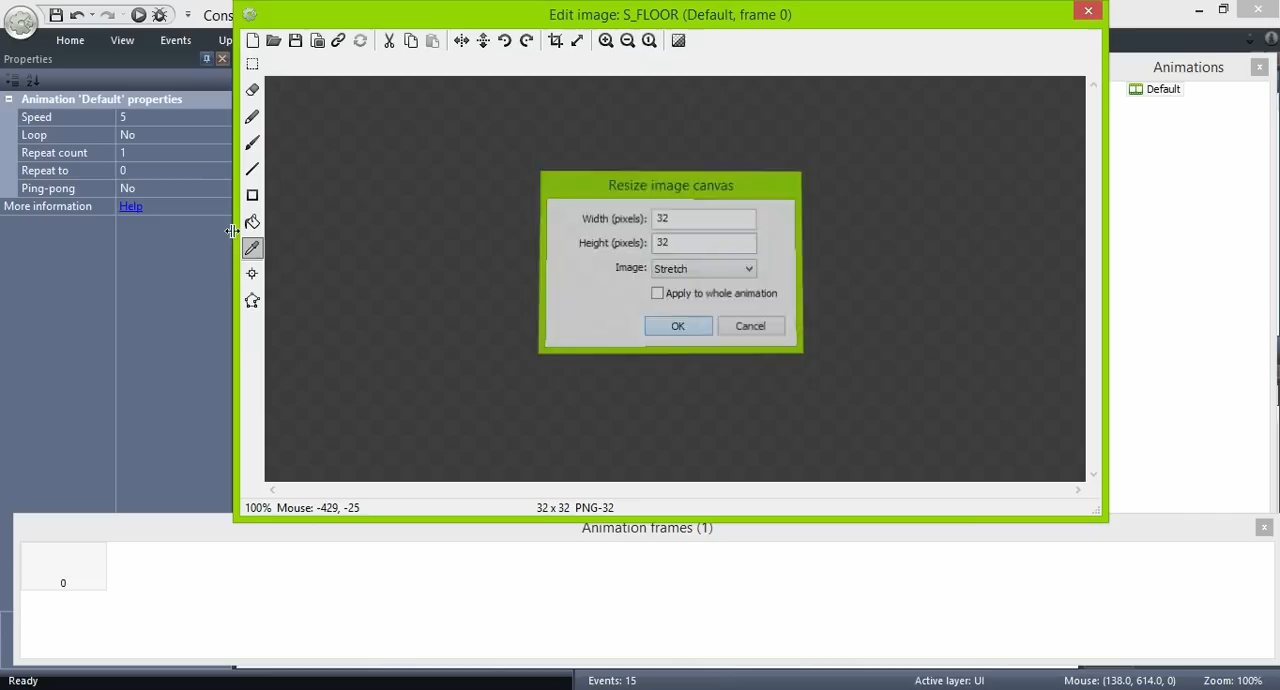 Cons
Edit image: S_FLOOR (Default, frame 0)
Home View Events Up
Properties
Animations
Default
Animation 'Default' properties
Speed 5
Loop No
Repeat count 1
Repeat to 0
Ping-pong No
More information Help
Resize image canvas
Width (pixels): 32
Height (pixels): 32
Image: Stretch
Apply to whole animation
OK Cancel
100% Mouse: -429, -25 32 x 32 PNG-32
Animation frames (1)
0
Ready Events: 15 Active layer: UI Mouse: (138.0, 614.0, 0) Zoom: 100%